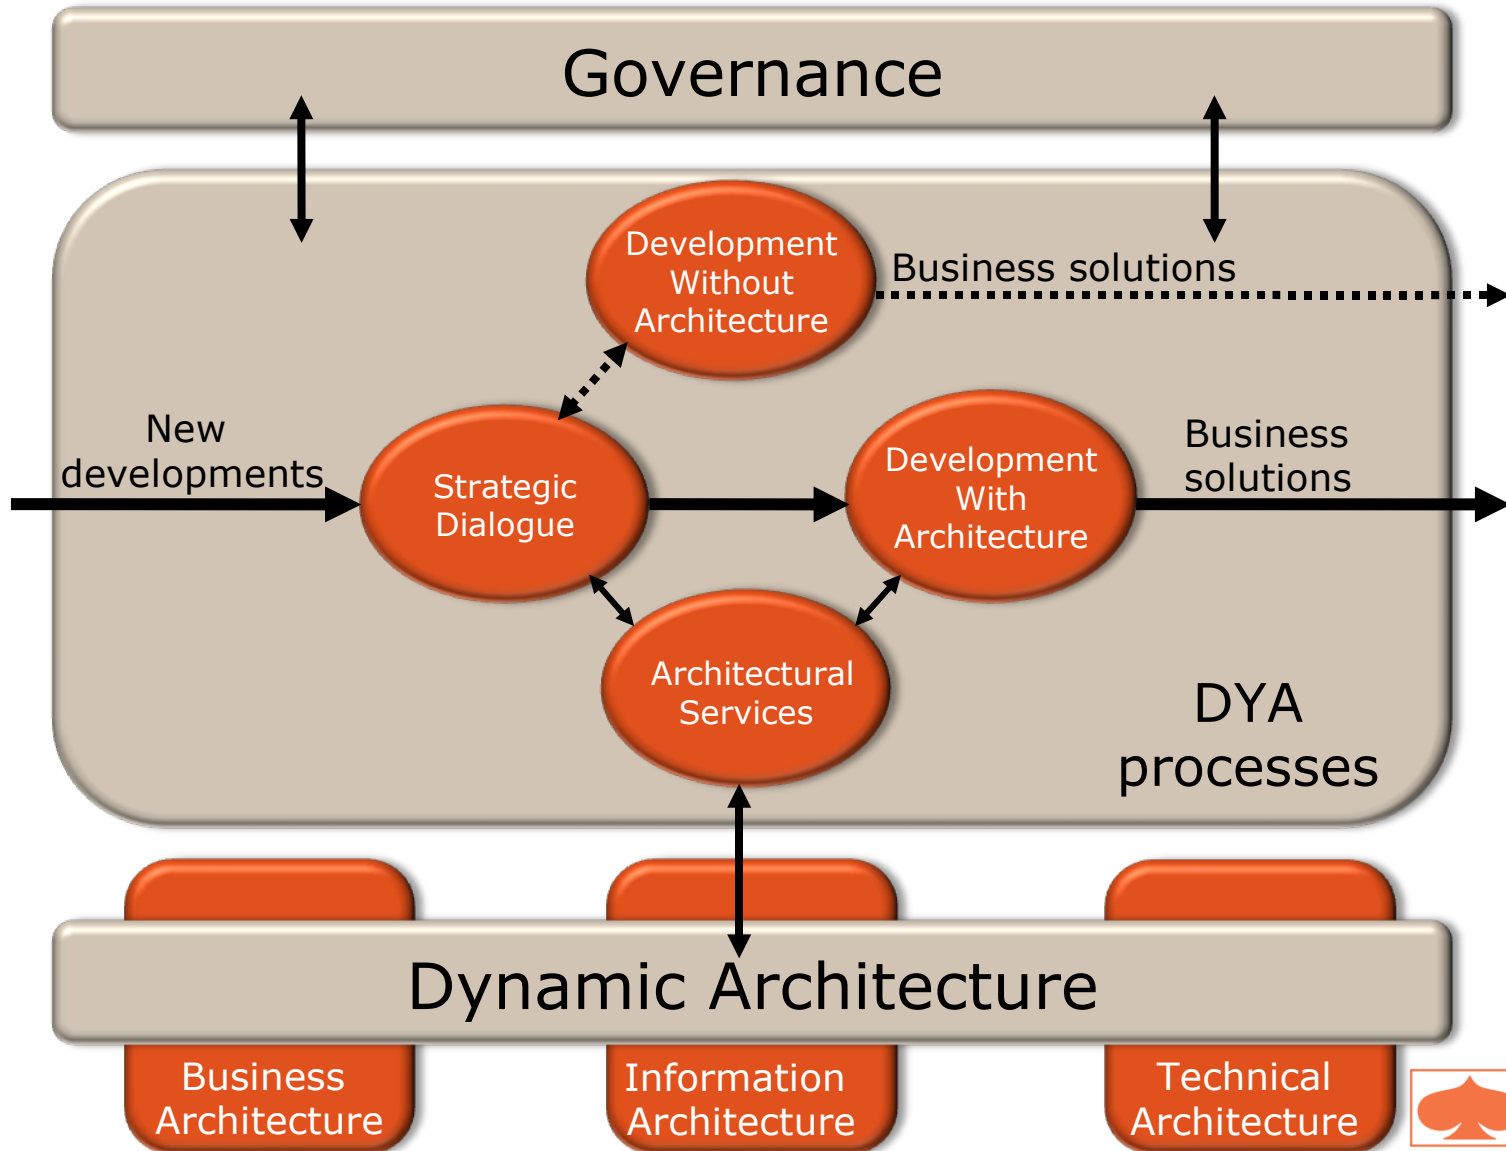 Governance
Development
Without
Architecture
Business solutions
New
developments
Strategic
Dialogue
Development
With
Architecture
Business
solutions
Architectural
Services
DYA
processes
Dynamic Architecture
Business
Architecture
Information
Architecture
Technical
Architecture